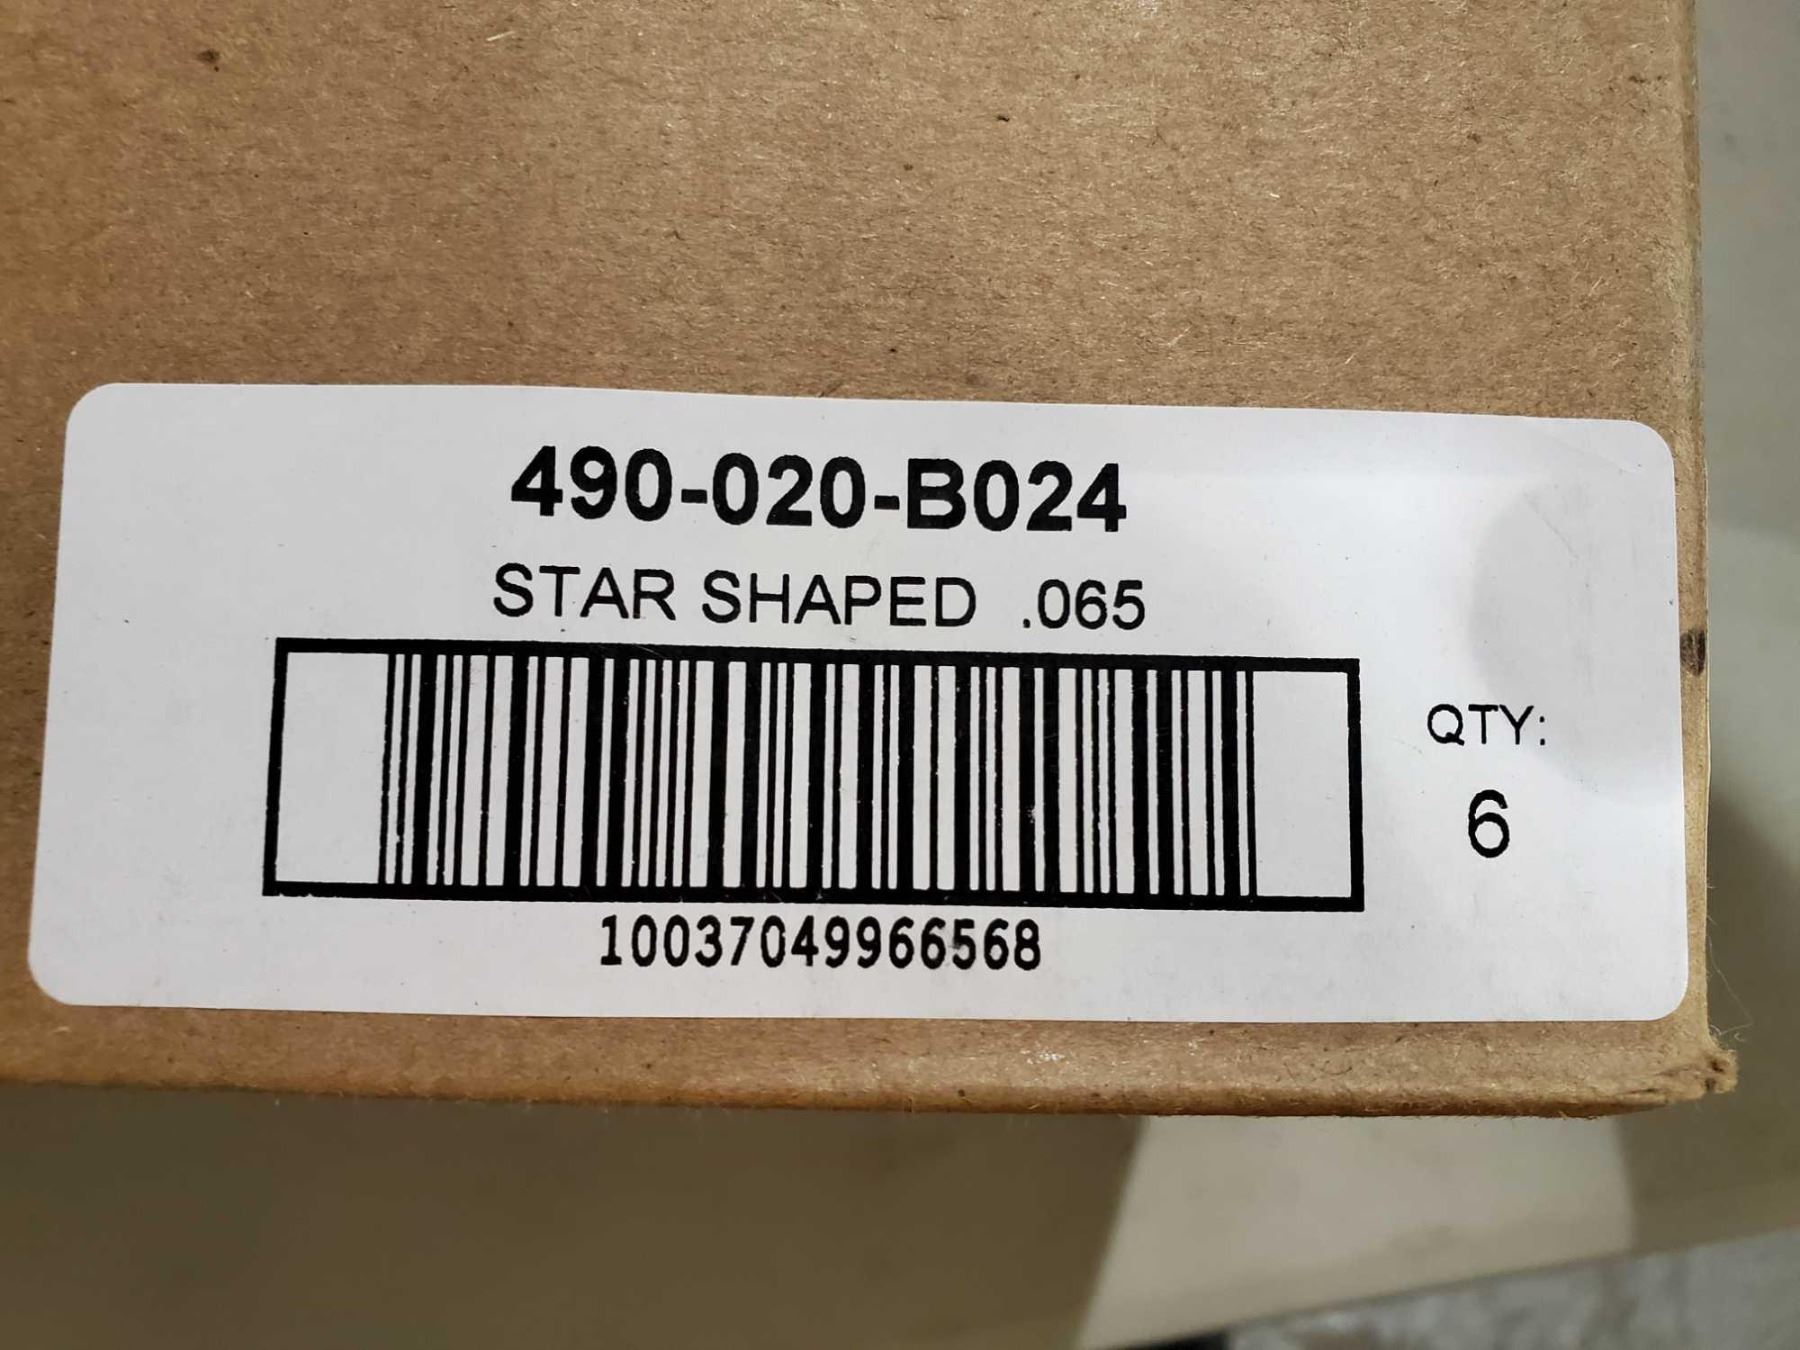 490-020-B024
STAR SHAPED .065
QTY:
6
10037049966568